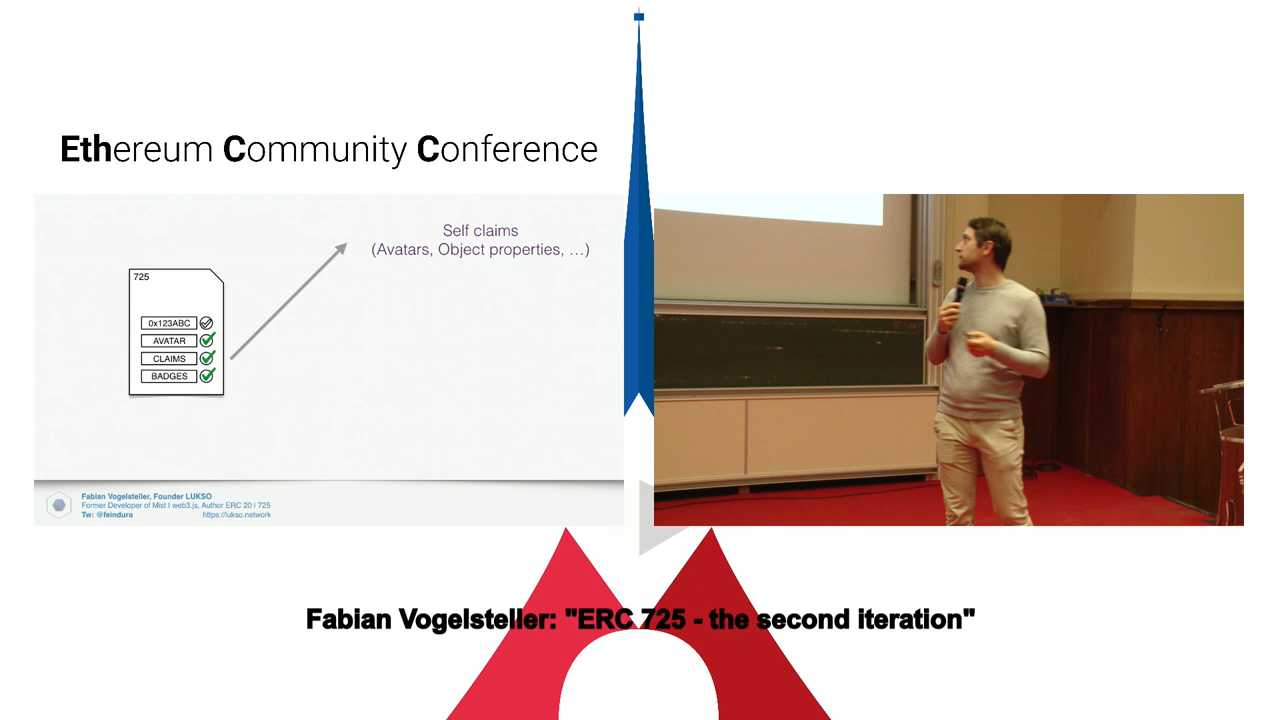 Ethereum Community Conference
Self claims
(Avatars, Object properties, …)
725
0x123ABC
AVATAR
CLAIMS
BADGES
Fabian Vogelsteller, Founder LUKSO
Former Developer of Mist | web3.js, Author ERC 20 | 725
Tw: @feindura https://lukso.network
Fabian Vogelsteller: "ERC 725 - the second iteration"